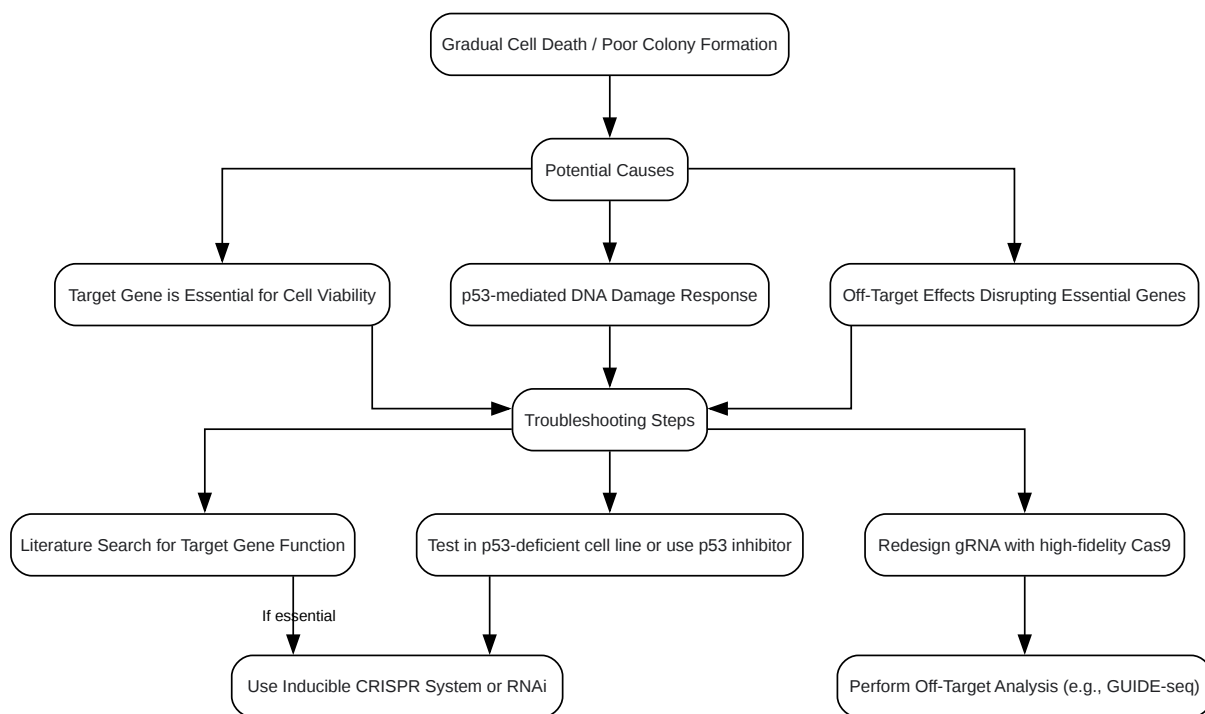 Gradual Cell Death / Poor Colony Formation
Potential Causes
Target Gene is Essential for Cell Viability
p53-mediated DNA Damage Response
Off-Target Effects Disrupting Essential Genes
Troubleshooting Steps
Literature Search for Target Gene Function
Test in p53-deficient cell line or use p53 inhibitor
Redesign gRNA with high-fidelity Cas9
If essential
Use Inducible CRISPR System or RNAi
Perform Off-Target Analysis (e.g., GUIDE-seq)